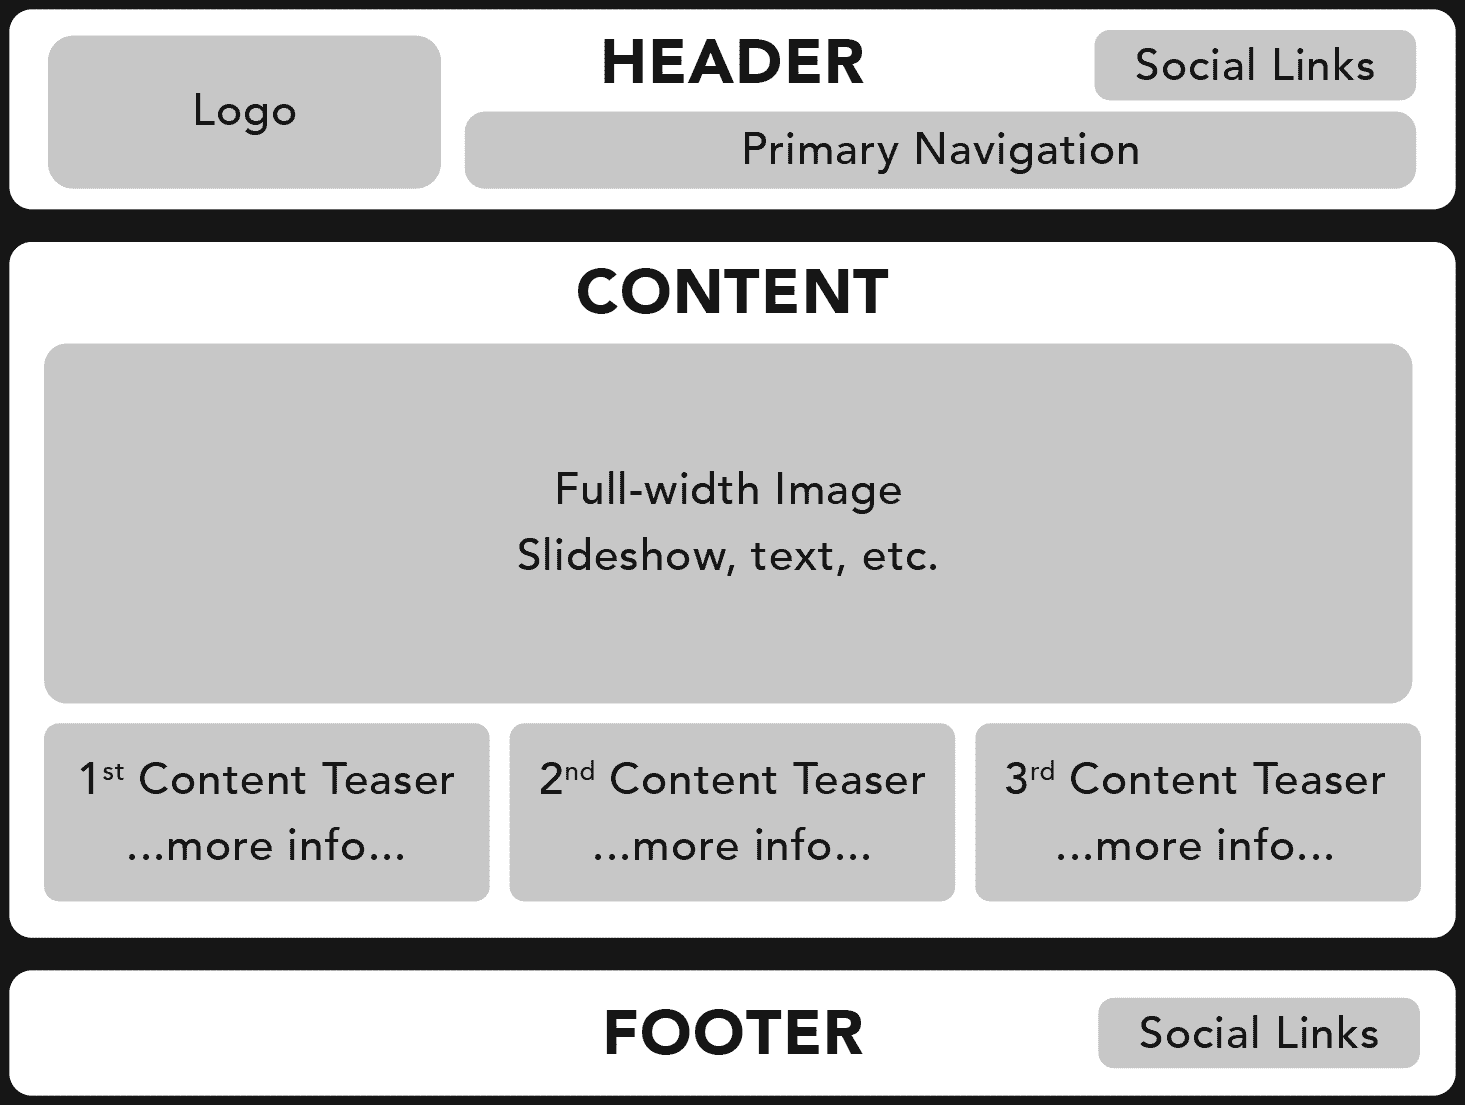 HEADER
Social Links
Logo
Primary Navigation
CONTENT
Full-width Image
Slideshow, text, etc.
1st Content Teaser
...more info...
2nd Content Teaser
...more info...
3rd Content Teaser
...more info...
FOOTER
Social Links